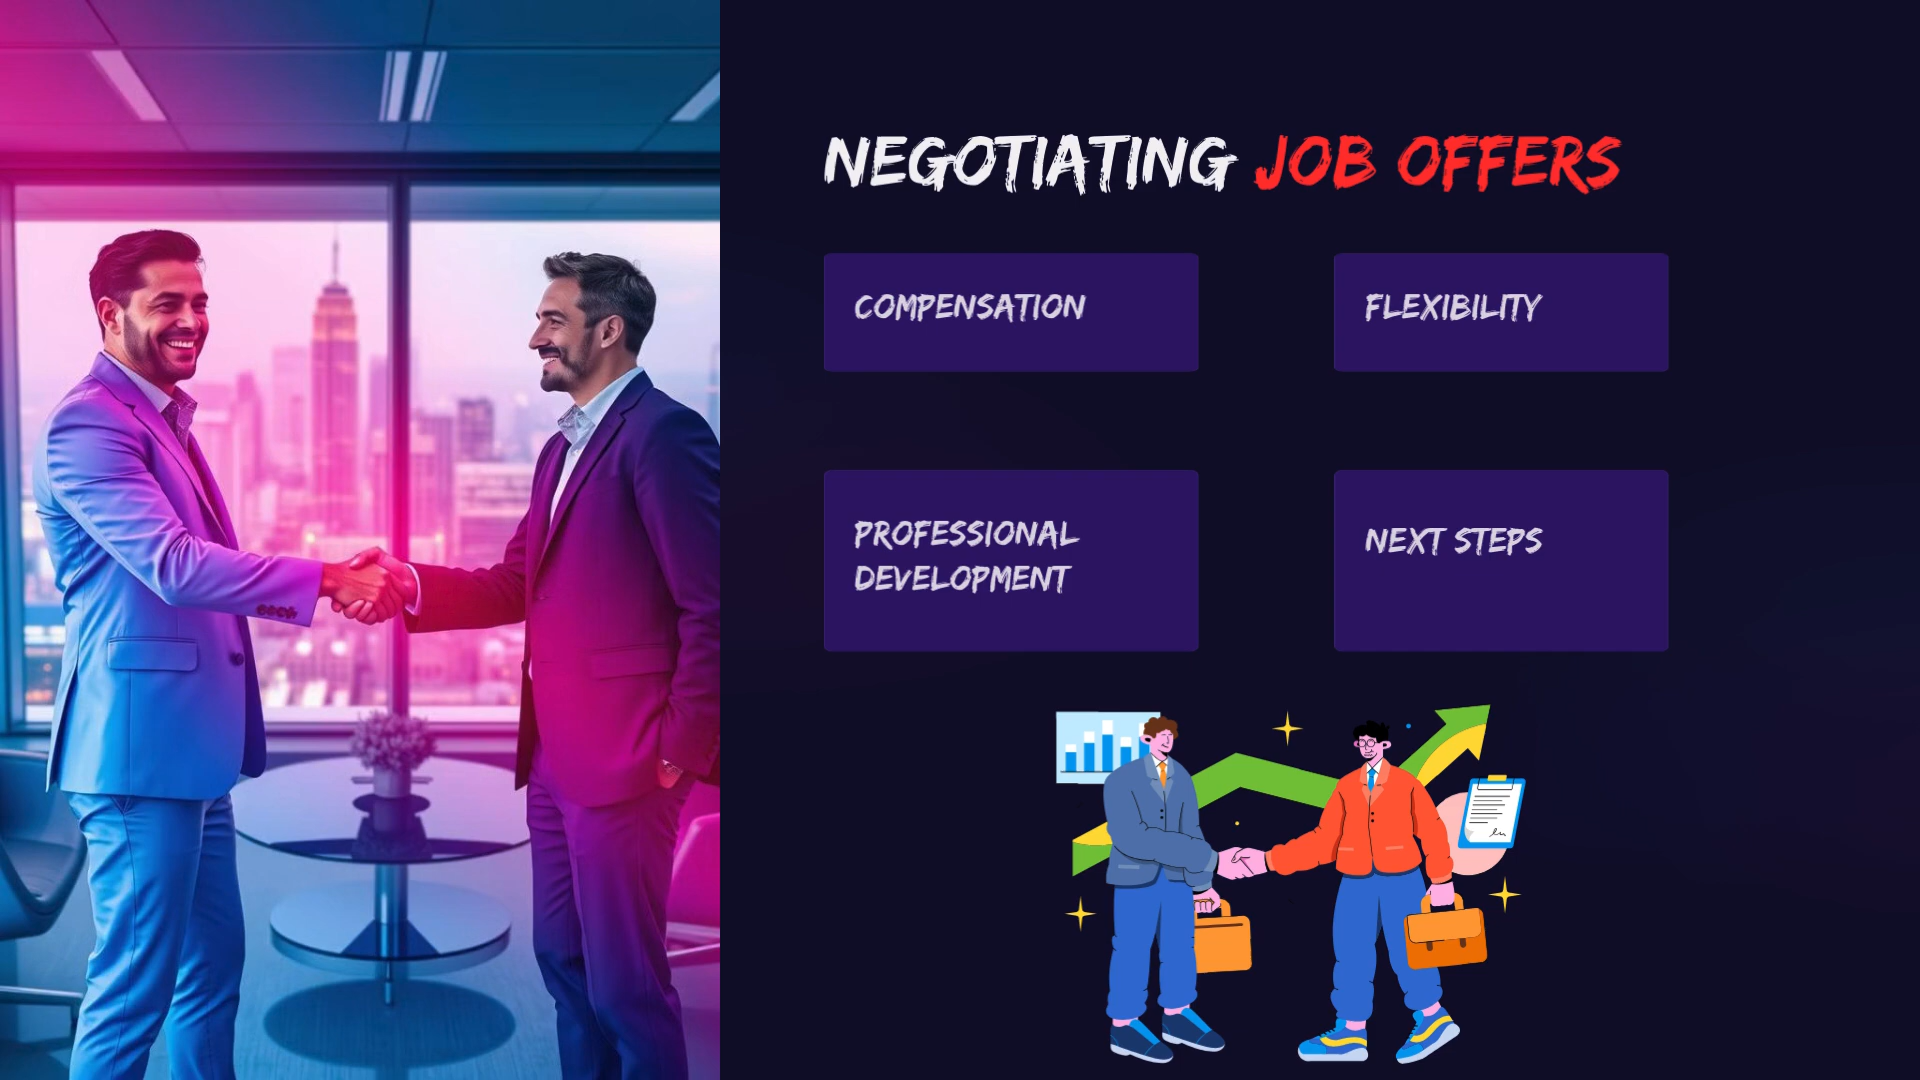 NEGOTIATING JOB OFFERS
COMPENSATION
FLEXIBILITY
PROFESSIONAL
DEVELOPMENT
NEXT STEPS